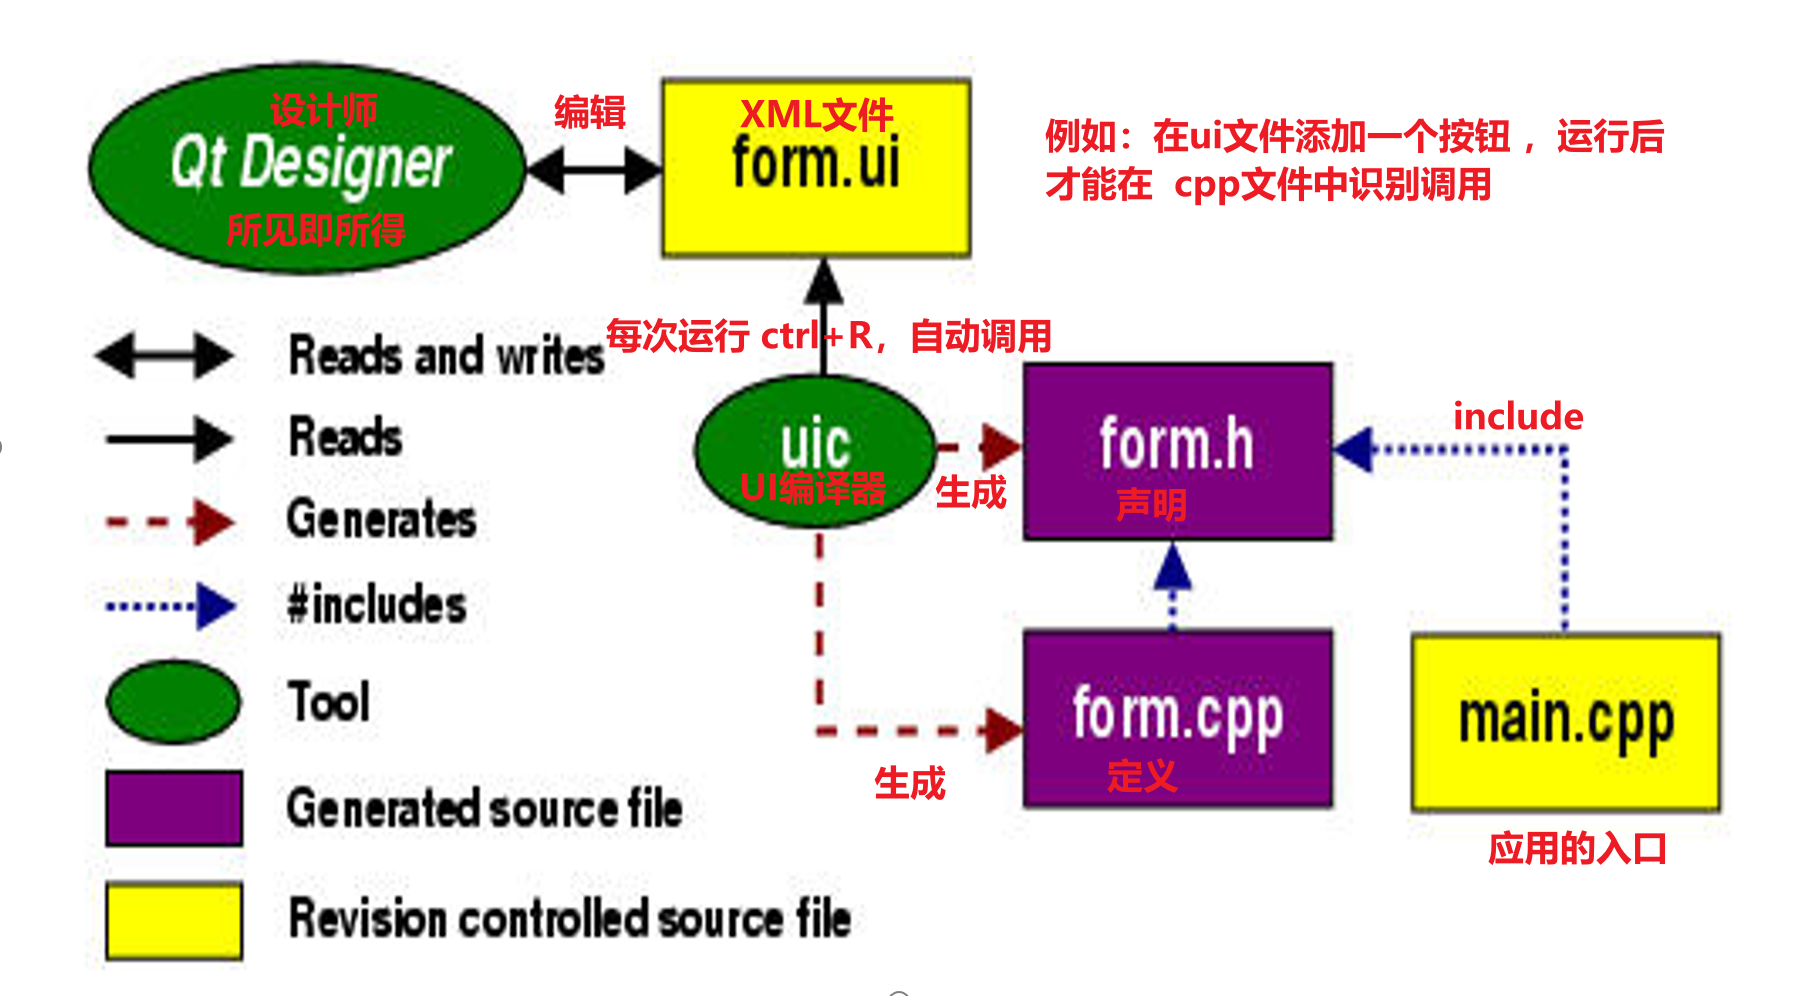 设计师
Qt Designer
所见即所得
编辑
XML文件
form.ui
例如：在ui文件添加一个按钮 ，运行后
才能在 cpp文件中识别调用
每次运行 ctrl+R，自动调用
uic
UI编译器
生成
form.h
声明
include
生成
form.cpp
定义
main.cpp
应用的入口
Reads and writes
Reads
Generates
#includes
Tool
Generated source file
Revision controlled source file